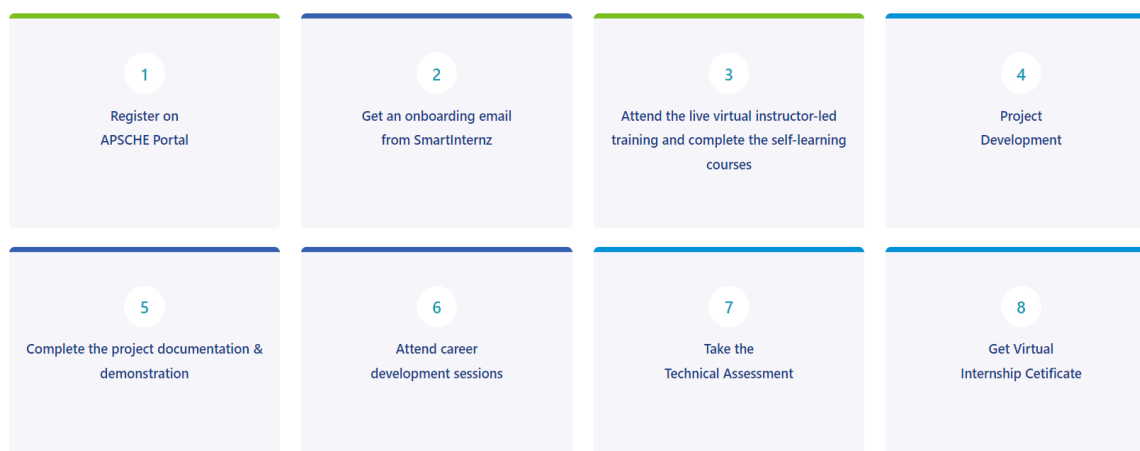 1
Register on
APSCHE Portal
2
Get an onboarding email
from SmartInternz
3
Attend the live virtual instructor-led
training and complete the self-learning
courses
4
Project
Development
5
Complete the project documentation &
demonstration
6
Attend career
development sessions
7
Take the
Technical Assessment
8
Get Virtual
Internship Cetificate